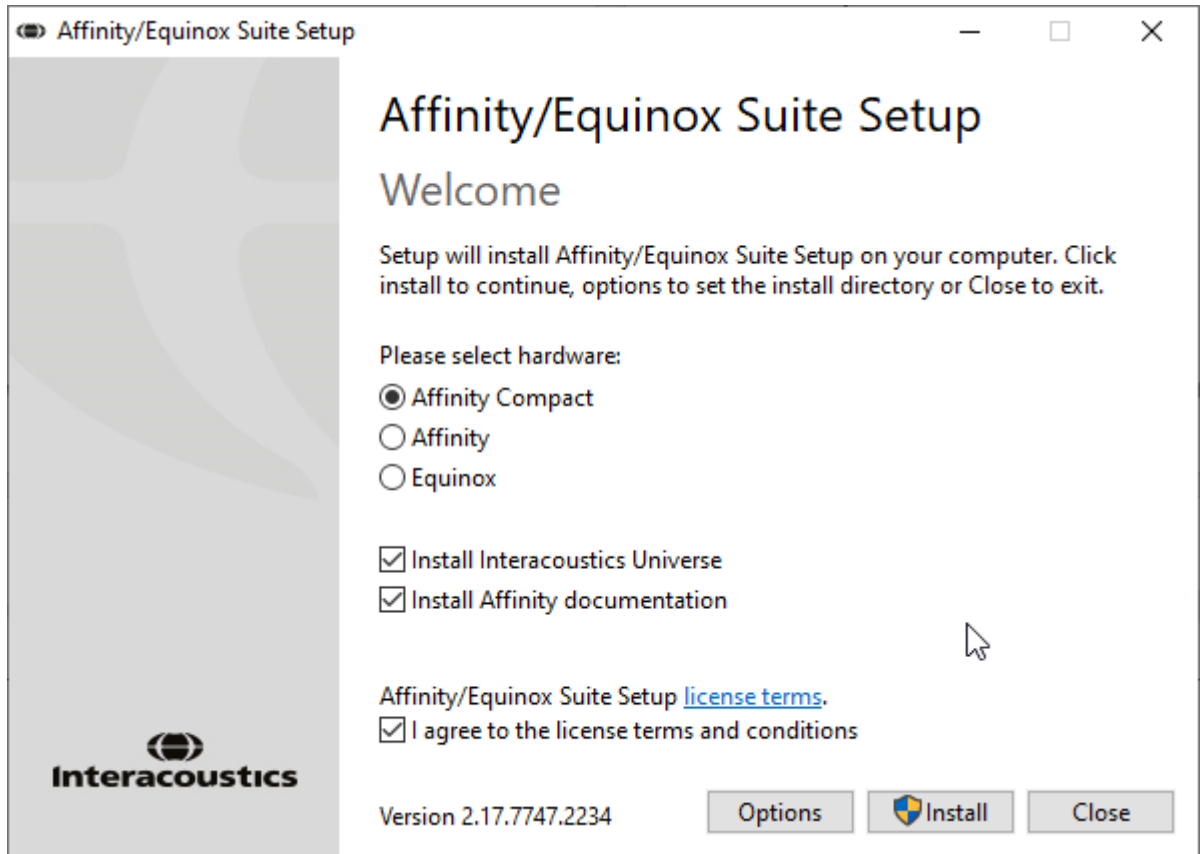 Affinity/Equinox Suite Setup
Affinity/Equinox Suite Setup
Welcome
Setup will install Affinity/Equinox Suite Setup on your computer. Click
install to continue, options to set the install directory or Close to exit.
Please select hardware:
Affinity Compact
Affinity
Equinox
Install Interacoustics Universe
Install Affinity documentation
Affinity/Equinox Suite Setup license terms.
I agree to the license terms and conditions
Interacoustics
Version 2.17.7747.2234
Options
Install
Close